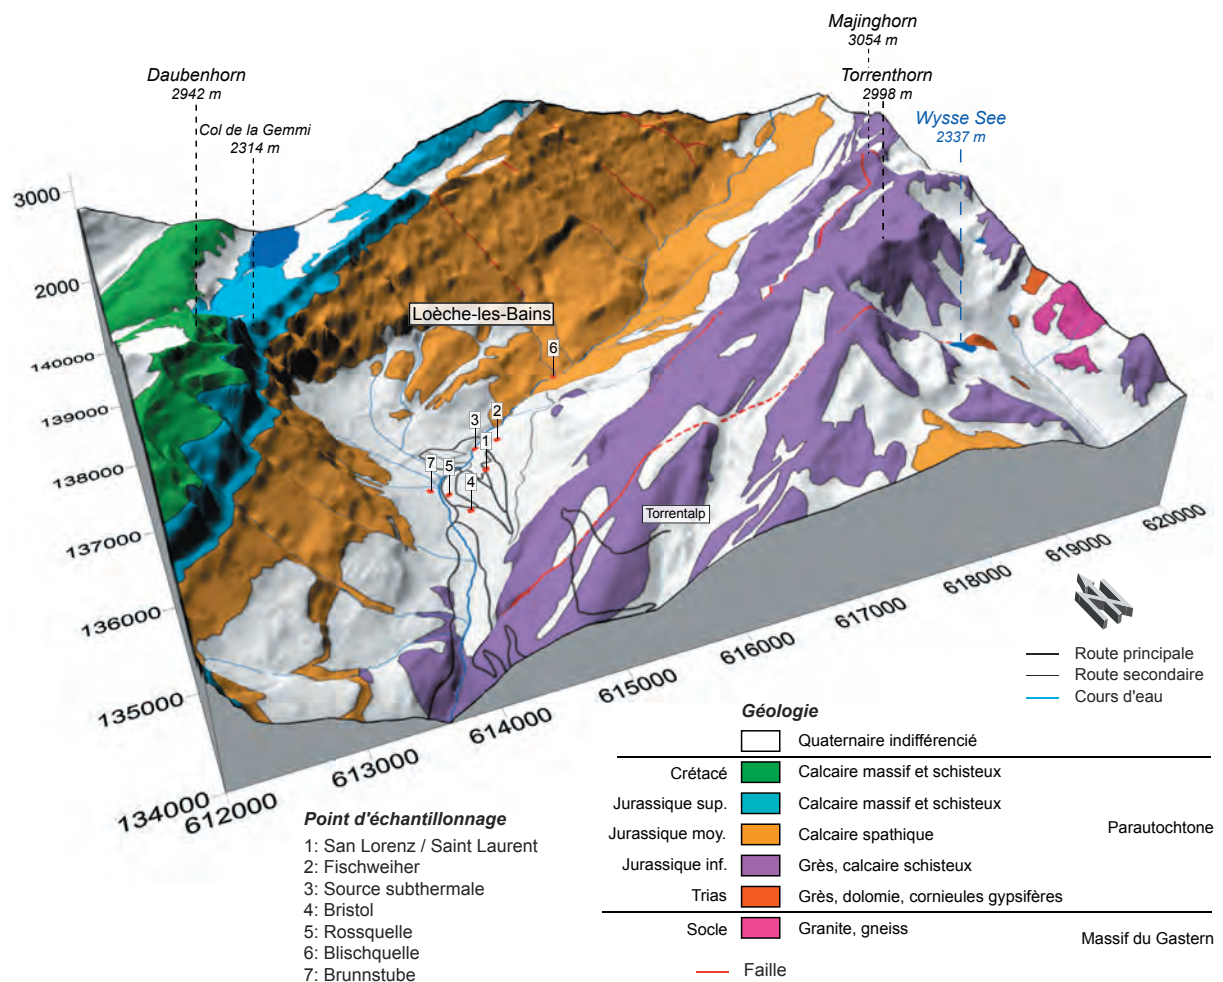 Majinghorn
3054 m
Daubenhorn
2942 m
Torrenthorn
2998 m
Col de la Gemmi
2314 m
Wysse See
2337 m
3000
2000
140000
139000
138000
137000
136000
135000
134000
Loèche-les-Bains
6
2
3
1
7
5
4
Torrentalp
612000
613000
614000
615000
616000
617000
618000
619000
620000
N
Route principale
Route secondaire
Cours d'eau
Géologie
Quaternaire indifférencié
Crétacé
Calcaire massif et schisteux
Jurassique sup.
Calcaire massif et schisteux
Jurassique moy.
Calcaire spathique
Parautochtone
Jurassique inf.
Grès, calcaire schisteux
Trias
Grès, dolomie, cornieules gypsifères
Socle
Granite, gneiss
Massif du Gastern
Faille
Point d'échantillonnage
1: San Lorenz / Saint Laurent
2: Fischweiher
3: Source subthermale
4: Bristol
5: Rossquelle
6: Blischquelle
7: Brunnstube